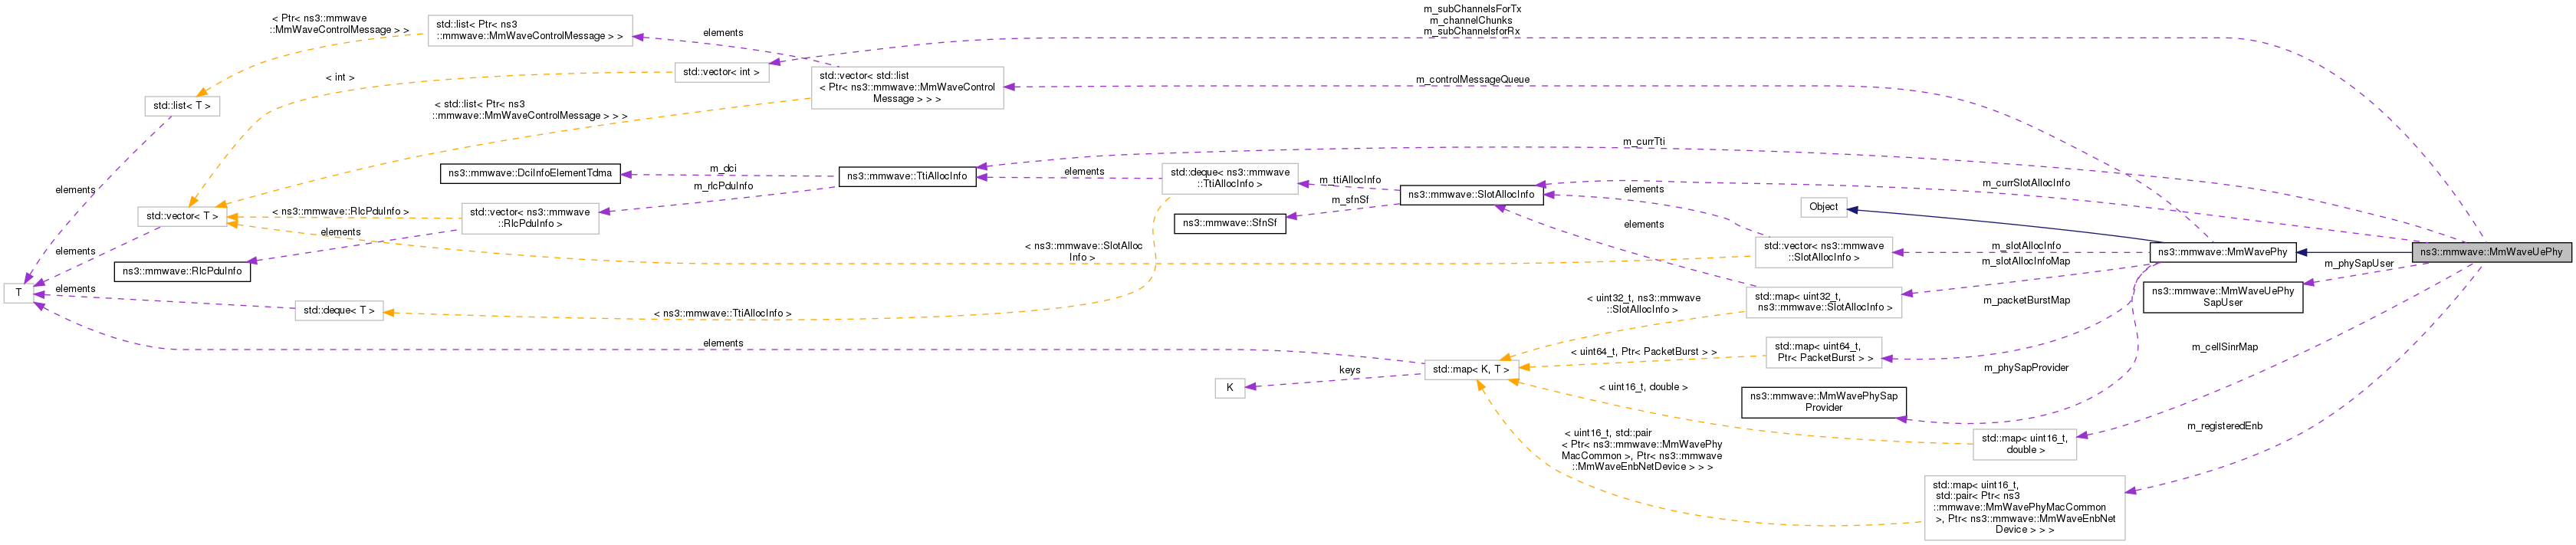 m_subChannelsForTx
m_channelChunks
m_subChannelsforRx
< Ptr< ns3::mmwave
::MmWaveControlMessage > >
std::list< Ptr< ns3
::mmwave::MmWaveControlMessage > >
elements
std::vector< int >
< int >
std::vector< std::list
< Ptr< ns3::mmwave::MmWaveControl
Message > > >
m_controlMessageQueue
std::list< T >
< std::list< Ptr< ns3
::mmwave::MmWaveControlMessage > > >
m_currTti
ns3::mmwave::DciInfoElementTdma
m_dci
ns3::mmwave::TtiAllocInfo
elements
std::deque< ns3::mmwave
::TtiAllocInfo >
m_ttiAllocInfo
ns3::mmwave::SlotAllocInfo
m_currSlotAllocInfo
elements
m_rlcPduInfo
elements
m_sfnSf
Object
std::vector< T >
< ns3::mmwave::RlcPduInfo >
std::vector< ns3::mmwave
::RlcPduInfo >
ns3::mmwave::SfnSf
elements
elements
< ns3::mmwave::SlotAlloc
Info >
std::vector< ns3::mmwave
::SlotAllocInfo >
m_slotAllocInfo
ns3::mmwave::MmWavePhy
ns3::mmwave::MmWaveUePhy
elements
ns3::mmwave::RlcPduInfo
m_slotAllocInfoMap
m_phySapUser
T
elements
std::deque< T >
< ns3::mmwave::TtiAllocInfo >
< uint32_t, ns3::mmwave
::SlotAllocInfo >
std::map< uint32_t,
ns3::mmwave::SlotAllocInfo >
m_packetBurstMap
ns3::mmwave::MmWaveUePhy
SapUser
elements
< uint64_t, Ptr< PacketBurst > >
std::map< uint64_t,
Ptr< PacketBurst > >
m_cellSinrMap
K
keys
std::map< K, T >
m_phySapProvider
< uint16_t, double >
ns3::mmwave::MmWavePhySap
Provider
< uint16_t, std::pair
< Ptr< ns3::mmwave::MmWavePhy
MacCommon >, Ptr< ns3::mmwave
::MmWaveEnbNetDevice > > >
std::map< uint16_t,
double >
m_registeredEnb
std::map< uint16_t,
std::pair< Ptr< ns3
::mmwave::MmWavePhyMacCommon
>, Ptr< ns3::mmwave::MmWaveEnbNet
Device > > >